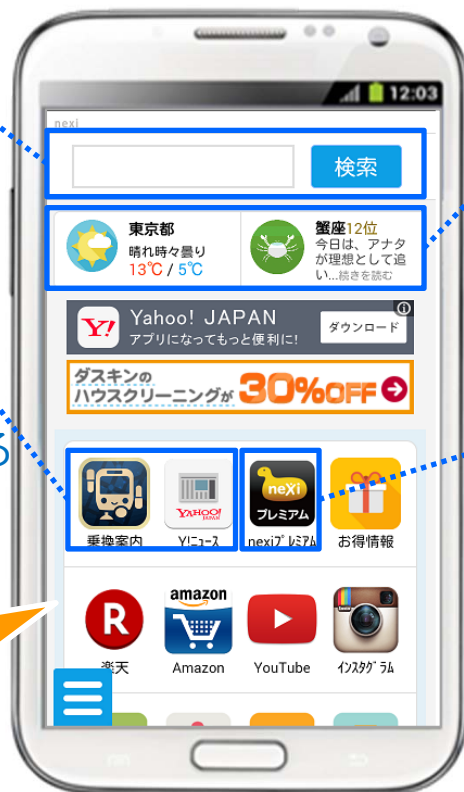 12:03
nexi
検索
東京都
晴れ時々曇り
13℃ / 5℃
蟹座12位
今日は、アナタ
が理想として追
い...続きを読む
Y! Yahoo! JAPAN
アプリになってもっと便利に!
ダウンロード
ダスキンの
ハウスクリーニングが 30%OFF
YAHOO!
JAPAN
neXi
プレミアム
乗換案内 Y!ニュース nexiプレミアム お得情報
R
amazon
楽天 Amazon YouTube インスタグラム
る